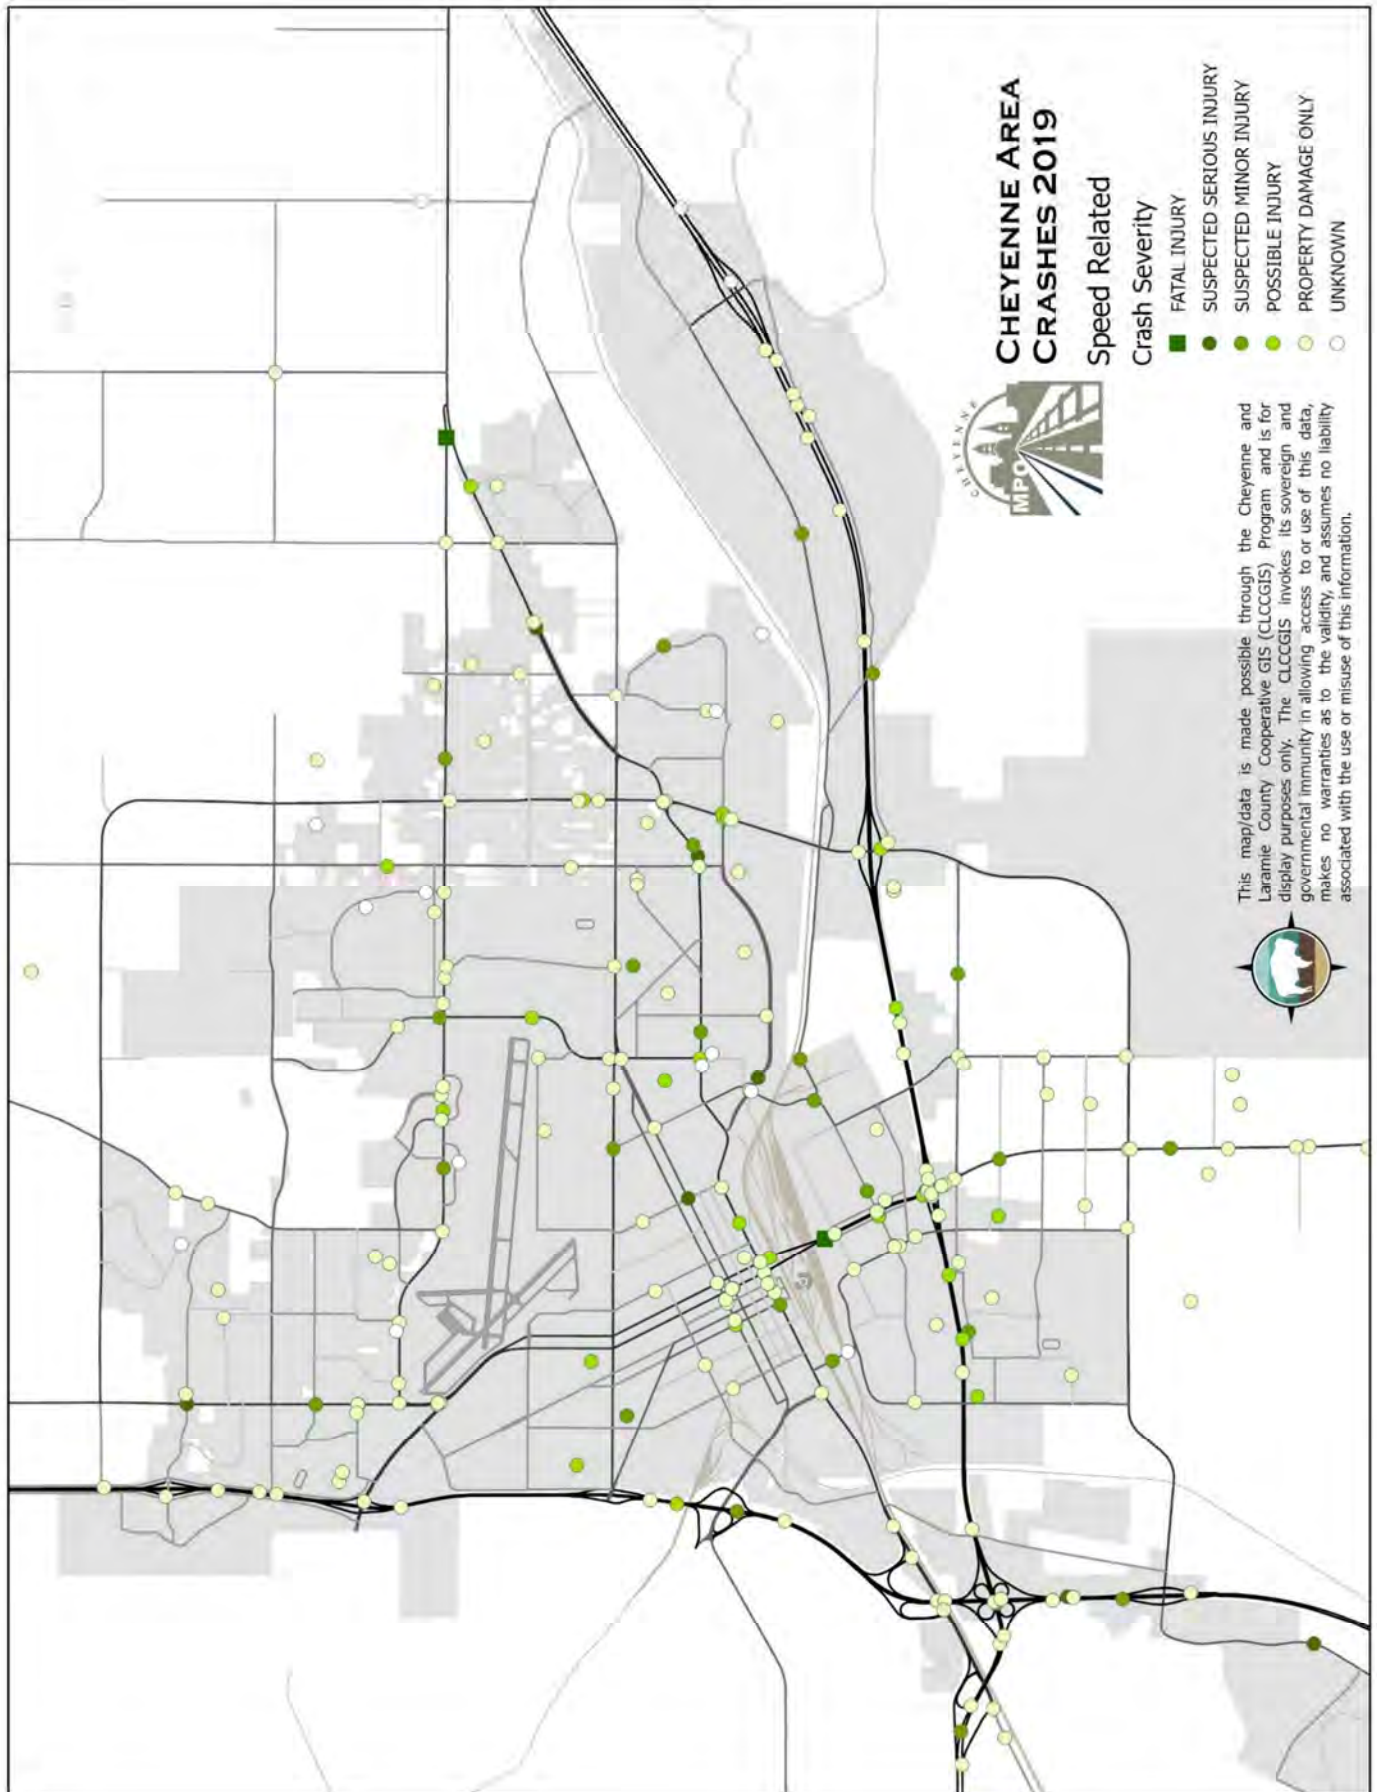 CHEYENNE AREA
CRASHES 2019
Speed Related
Crash Severity
FATAL INJURY
SUSPECTED SERIOUS INJURY
SUSPECTED MINOR INJURY
POSSIBLE INJURY
PROPERTY DAMAGE ONLY
UNKNOWN
CHEYENNE
MPO
This map/data is made possible through the Cheyenne and
Laramie County Cooperative GIS (CLCCGIS) Program and is for
display purposes only. The CLCCGIS invokes its sovereign and
governmental immunity in allowing access to or use of this data,
makes no warranties as to the validity, and assumes no liability
associated with the use or misuse of this information.